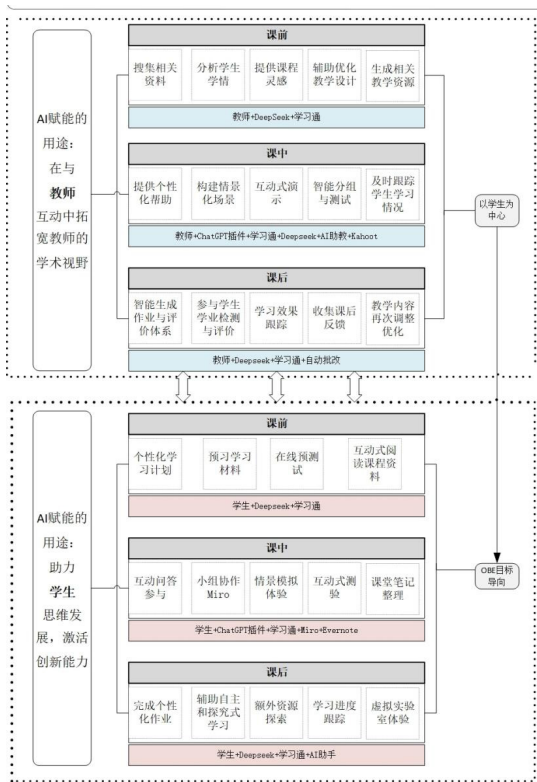 课前
搜集相关
资料
分析学生
学情
提供课程
灵感
辅助优化
教学设计
生成相关
教学资源
教师+DeepSeek+学习通
AI赋能的
用途:
在与
教师
互动中拓
宽教师的
学术视野
课中
提供个性
化帮助
构建情景
化场景
互动式演
示
智能分组
与测试
及时跟踪
学生学习
情况
教师+ChatGPT插件+学习通+Deepseek+AI助教+Kahoot
以学生为
中心
课后
智能生成
作业与评
价体系
参与学生
学业检测
与评价
学习效果
跟踪
收集课后
反馈
教学内容
再次调整
优化
教师+Deepseek+学习通+自动批改
课前
个性化学
习计划
预习学习
材料
在线预测
试
互动式阅
读课程资
料
学生+Deepseek+学习通
AI赋能的
用途:
助力
学生
思维发
展，激活
创新能力
课中
互动问答
参与
小组协作
Miro
情景模拟
体验
互动式测
验
课堂笔记
整理
学生+ChatGPT插件+学习通+Miro+Evernote
OBE目标
导向
课后
完成个性
化作业
辅助自主
和探究式
学习
额外资源
探索
学习进度
跟踪
虚拟实验
室体验
学生+Deepseek+学习通+AI助手